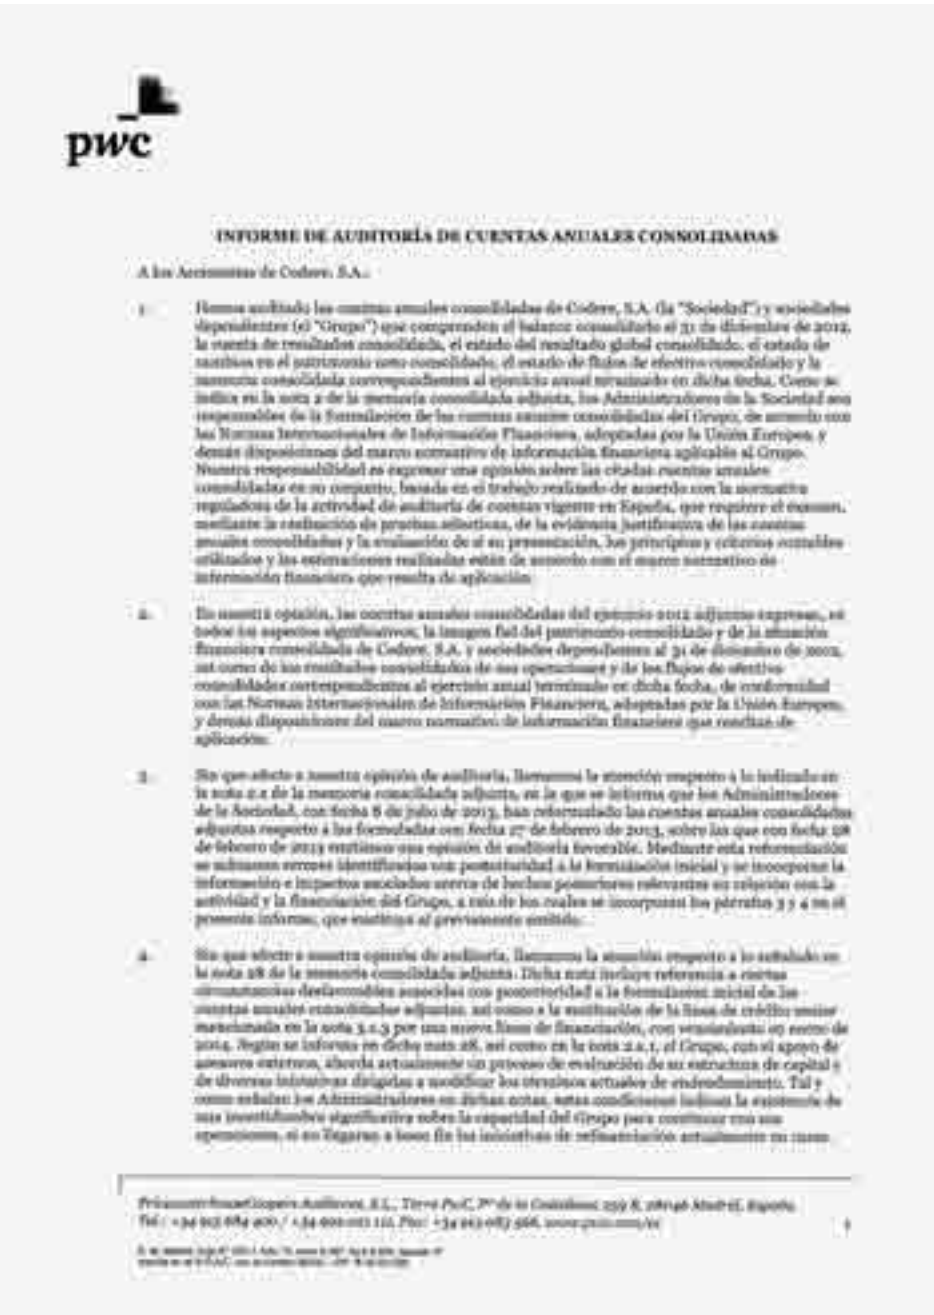 pwc
INFORME DE AUDITORÍA DE CUENTAS ANUALES CONSOLIDADAS
A los Accionistas de Codere, S.A.:
1. Hemos auditado las cuentas anuales consolidadas de Codere, S.A. (la "Sociedad") y sociedades
dependientes (el "Grupo") que comprenden el balance consolidado al 31 de diciembre de 2012,
la cuenta de resultados consolidada, el estado del resultado global consolidado, el estado de
cambios en el patrimonio neto consolidado, el estado de flujos de efectivo consolidado y la
memoria consolidada correspondientes al ejercicio anual terminado en dicha fecha. Como se
indica en la nota 2 de la memoria consolidada adjunta, los Administradores de la Sociedad son
responsables de la formulación de las cuentas anuales consolidadas del Grupo, de acuerdo con
las Normas Internacionales de Información Financiera, adoptadas por la Unión Europea, y
demás disposiciones del marco normativo de información financiera aplicable al Grupo.
Nuestra responsabilidad es expresar una opinión sobre las citadas cuentas anuales
consolidadas en su conjunto, basada en el trabajo realizado de acuerdo con la normativa
reguladora de la actividad de auditoría de cuentas vigente en España, que requiere el examen,
mediante la realización de pruebas selectivas, de la evidencia justificativa de las cuentas
anuales consolidadas y la evaluación de si su presentación, los principios y criterios contables
utilizados y las estimaciones realizadas están de acuerdo con el marco normativo de
información financiera que resulta de aplicación.
2. En nuestra opinión, las cuentas anuales consolidadas del ejercicio 2012 adjuntas expresan, en
todos los aspectos significativos, la imagen fiel del patrimonio consolidado y de la situación
financiera consolidada de Codere, S.A. y sociedades dependientes al 31 de diciembre de 2012,
así como de los resultados consolidados de sus operaciones y de los flujos de efectivo
consolidados correspondientes al ejercicio anual terminado en dicha fecha, de conformidad
con las Normas Internacionales de Información Financiera, adoptadas por la Unión Europea,
y demás disposiciones del marco normativo de información financiera que resultan de
aplicación.
3. Sin que afecte a nuestra opinión de auditoría, llamamos la atención respecto a lo indicado en
la nota de la memoria consolidada adjunta, en la que se informa que los Administradores
de la Sociedad, con fecha de julio de 2013, han reformulado las cuentas anuales consolidadas
adjuntas respecto a las formuladas con fecha 27 de febrero de 2013, sobre las que con fecha 28
de febrero de 2013 emitimos una opinión de auditoría favorable. Mediante esta reformulación
se subsanan errores identificados con posterioridad a la formulación inicial y se incorpora la
información e impactos asociados acerca de hechos posteriores relevantes en relación con la
actividad y la financiación del Grupo, a raíz de los cuales se incorporan los párrafos 3 y 4 en el
presente informe, que sustituye al previamente emitido.
4. Sin que afecte a nuestra opinión de auditoría, llamamos la atención respecto a lo señalado en
la nota 28 de la memoria consolidada adjunta. Dicha nota incluye referencia a ciertas
circunstancias desfavorables acaecidas con posterioridad a la formulación inicial de las
cuentas anuales consolidadas adjuntas, así como a la sustitución de la línea de crédito senior
mencionada en la nota por una nueva línea de financiación, con vencimiento en enero de
2014. Según se informa en dicha nota 28, así como en la nota 2.a.1, el Grupo, con el apoyo de
asesores externos, aborda actualmente un proceso de evaluación de su estructura de capital y
de diversas iniciativas dirigidas a modificar los términos actuales de endeudamiento. Tal y
como señalan los Administradores en dichas notas, estas condiciones indican la existencia de
una incertidumbre significativa sobre la capacidad del Grupo para continuar con sus
operaciones, si no llegaran a buen fin las iniciativas de refinanciación actualmente en curso.
PricewaterhouseCoopers Auditores, S.L., Torre PwC, Pº de la Castellana 259 B, 28046 Madrid, España
Tel.: +34 915 684 400 / +34 902 021 111, Fax: +34 913 083 566, www.pwc.com/es
1